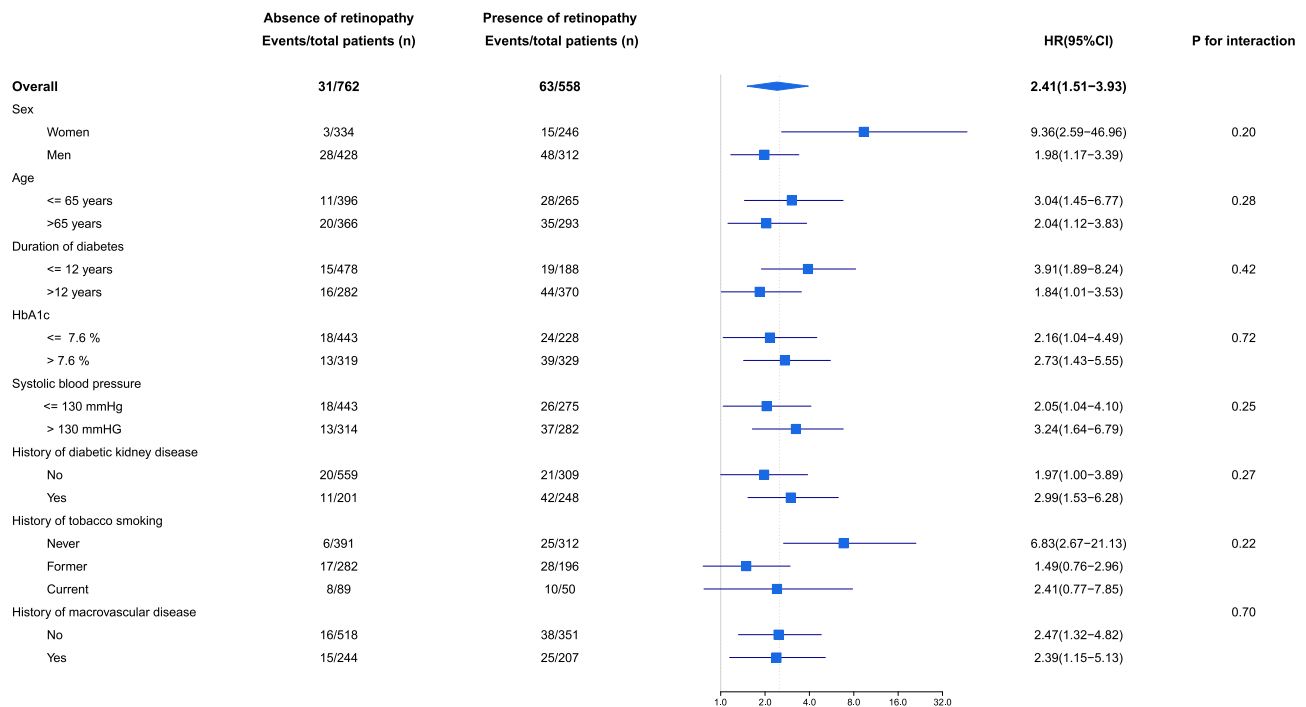 Absence of retinopathy Presence of retinopathy
Events/total patients (n) Events/total patients (n) HR(95%CI) P for interaction
Overall 31/762 63/558 2.41(1.51−3.93)
Sex
Women 3/334 15/246 9.36(2.59−46.96) 0.20
Men 28/428 48/312 1.98(1.17−3.39)
Age
<= 65 years 11/396 28/265 3.04(1.45−6.77) 0.28
>65 years 20/366 35/293 2.04(1.12−3.83)
Duration of diabetes
<= 12 years 15/478 19/188 3.91(1.89−8.24) 0.42
>12 years 16/282 44/370 1.84(1.01−3.53)
HbA1c
<= 7.6 % 18/443 24/228 2.16(1.04−4.49) 0.72
> 7.6 % 13/319 39/329 2.73(1.43−5.55)
Systolic blood pressure
<= 130 mmHg 18/443 26/275 2.05(1.04−4.10) 0.25
> 130 mmHG 13/314 37/282 3.24(1.64−6.79)
History of diabetic kidney disease
No 20/559 21/309 1.97(1.00−3.89) 0.27
Yes 11/201 42/248 2.99(1.53−6.28)
History of tobacco smoking
Never 6/391 25/312 6.83(2.67−21.13) 0.22
Former 17/282 28/196 1.49(0.76−2.96)
Current 8/89 10/50 2.41(0.77−7.85)
History of macrovascular disease 0.70
No 16/518 38/351 2.47(1.32−4.82)
Yes 15/244 25/207 2.39(1.15−5.13)
1.0 2.0 4.0 8.0 16.0 32.0